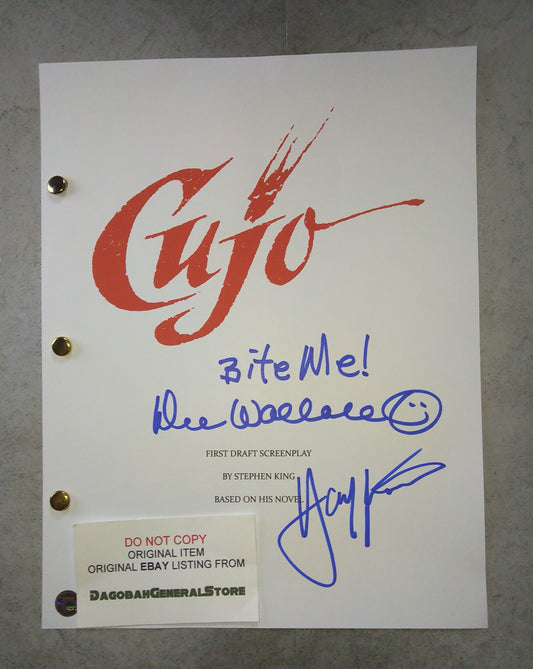 Cujo
Bite Me!
Dee Wallace
FIRST DRAFT SCREENPLAY
BY STEPHEN KING
BASED ON HIS NOVEL
DO NOT COPY
ORIGINAL ITEM
ORIGINAL EBAY LISTING FROM
DAGOBAHGENERALSTORE